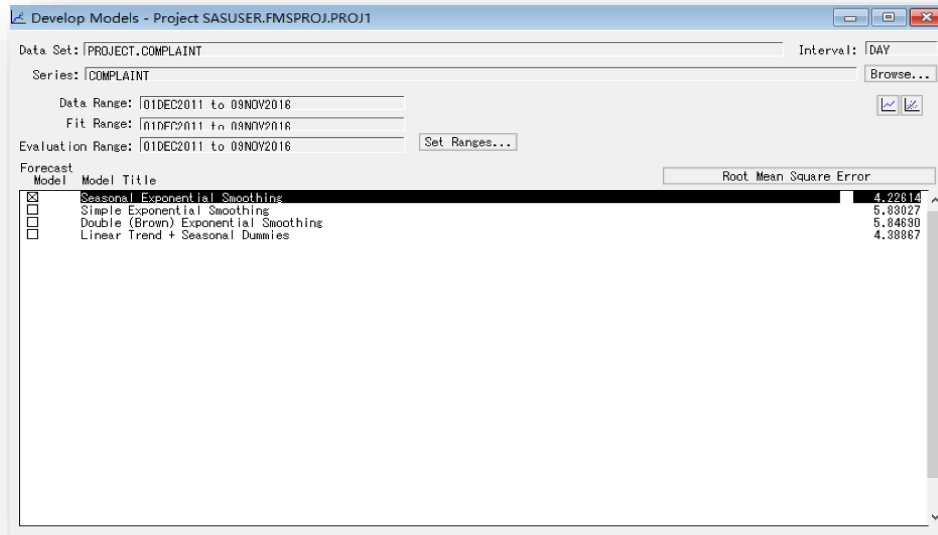 Develop Models - Project SASUSER.FMSPROJ.PROJ1
Data Set: PROJECT.COMPLAINT Interval: DAY
Series: COMPLAINT Browse...
Data Range: 01DEC2011 to 09NOV2016
Fit Range: 01DEC2011 to 09NOV2016
Evaluation Range: 01DEC2011 to 09NOV2016 Set Ranges...
Forecast
Model Model Title Root Mean Square Error
Seasonal Exponential Smoothing 4.22614
Simple Exponential Smoothing 5.83027
Double (Brown) Exponential Smoothing 5.84690
Linear Trend + Seasonal Dummies 4.38867